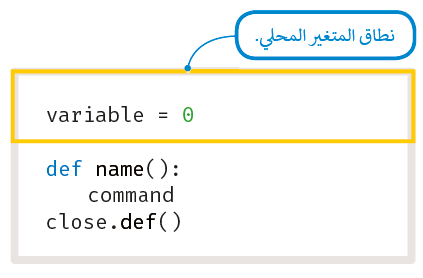 نطاق المتغير المحلي.
variable = 0
def name():
command
close.def()